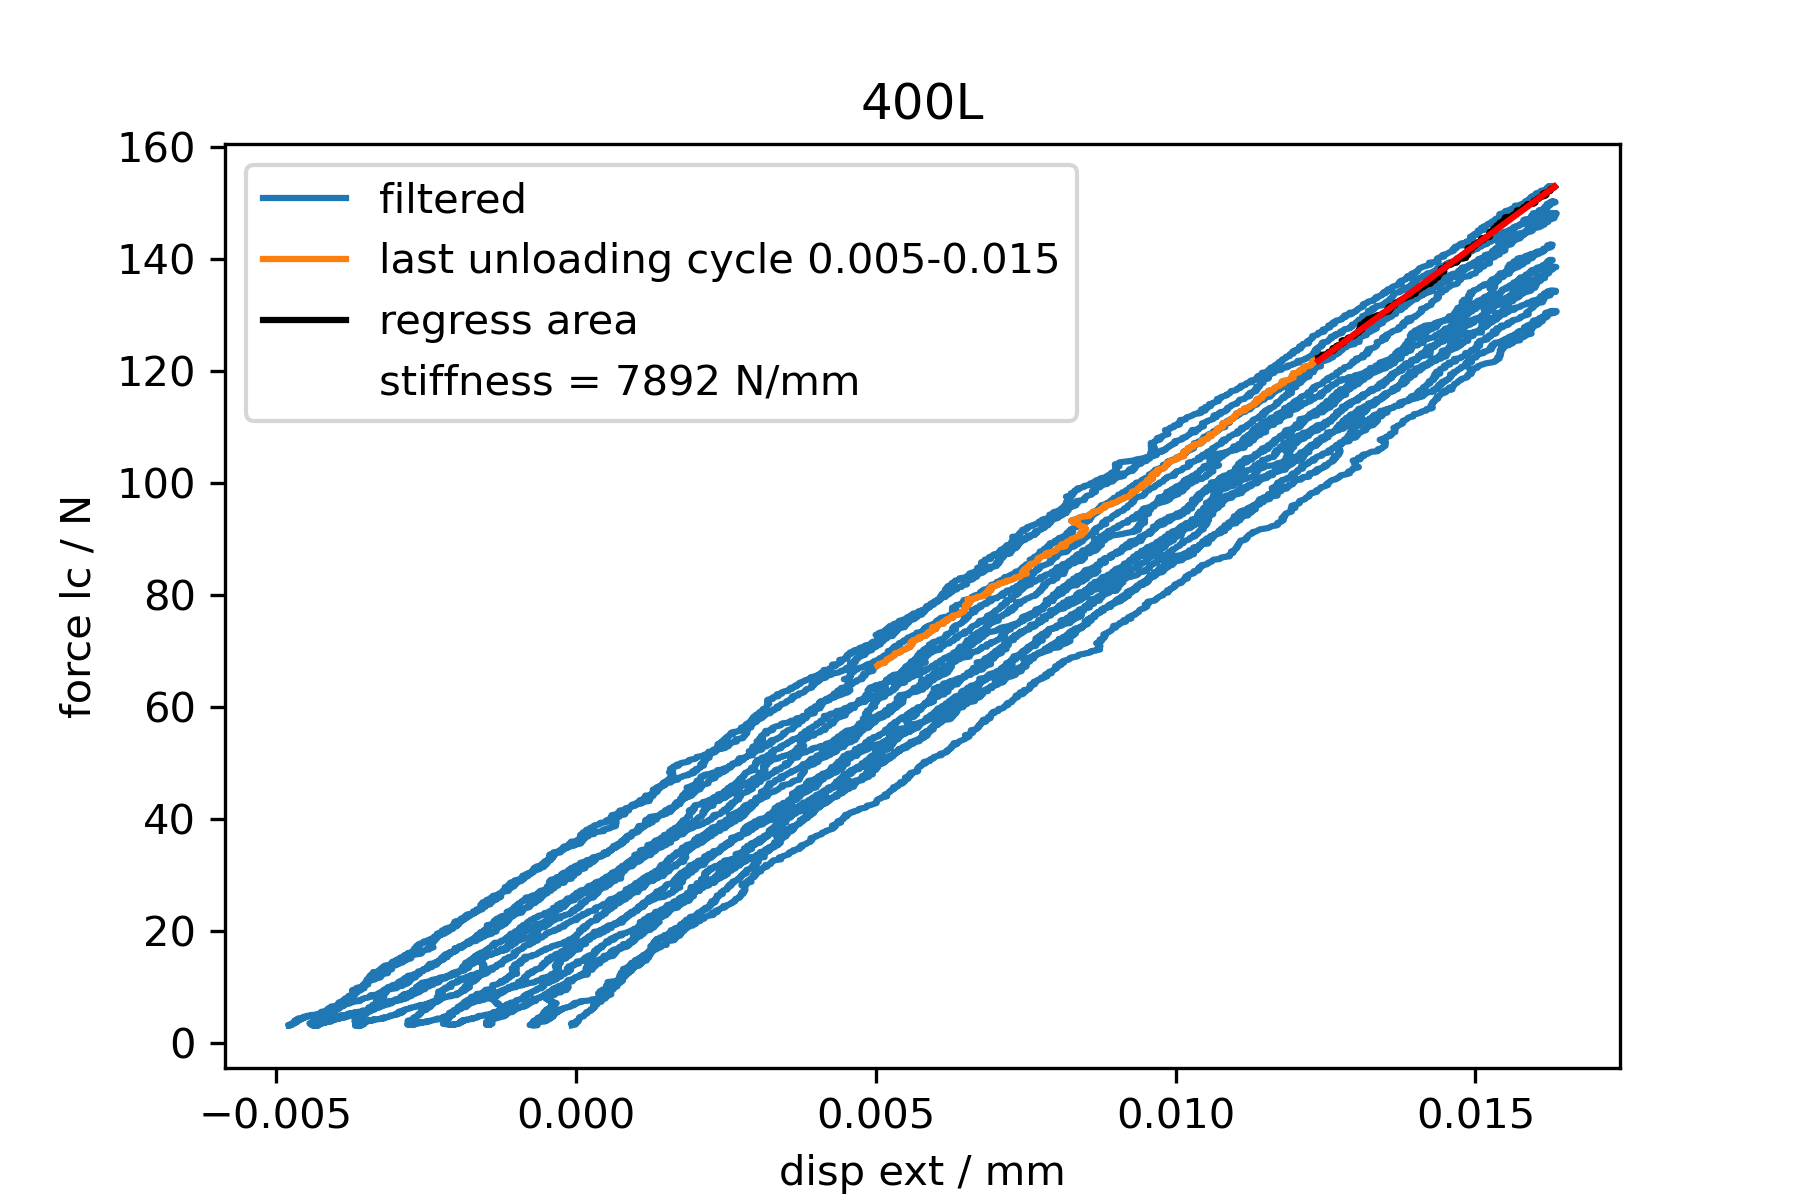 400L
160
140
120
100
80
60
40
20
0
force lc / N
filtered
last unloading cycle 0.005-0.015
regress area
stiffness = 7892 N/mm
−0.005 0.000 0.005 0.010 0.015
disp ext / mm